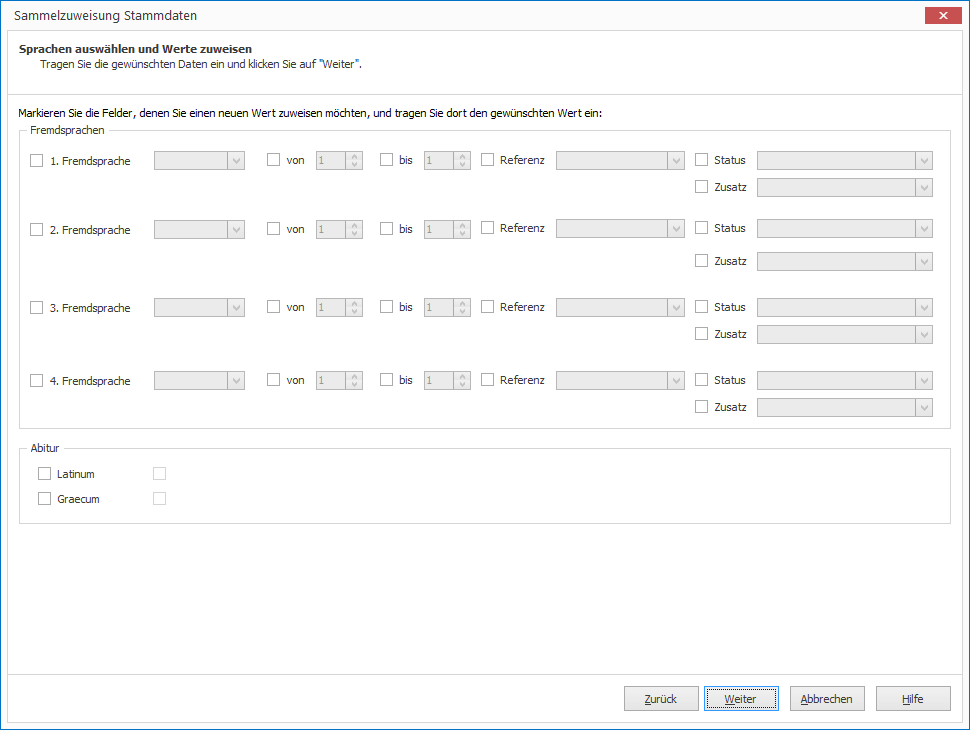 Sammelzuweisung Stammdaten
Sprachen auswählen und Werte zuweisen
Tragen Sie die gewünschten Daten ein und klicken Sie auf "Weiter".
Markieren Sie die Felder, denen Sie einen neuen Wert zuweisen möchten, und tragen Sie dort den gewünschten Wert ein:
Fremdsprachen
1. Fremdsprache von 1 bis 1 Referenz Status
Zusatz
2. Fremdsprache von 1 bis 1 Referenz Status
Zusatz
3. Fremdsprache von 1 bis 1 Referenz Status
Zusatz
4. Fremdsprache von 1 bis 1 Referenz Status
Zusatz
Abitur
Latinum
Graecum
Zurück Weiter Abbrechen Hilfe